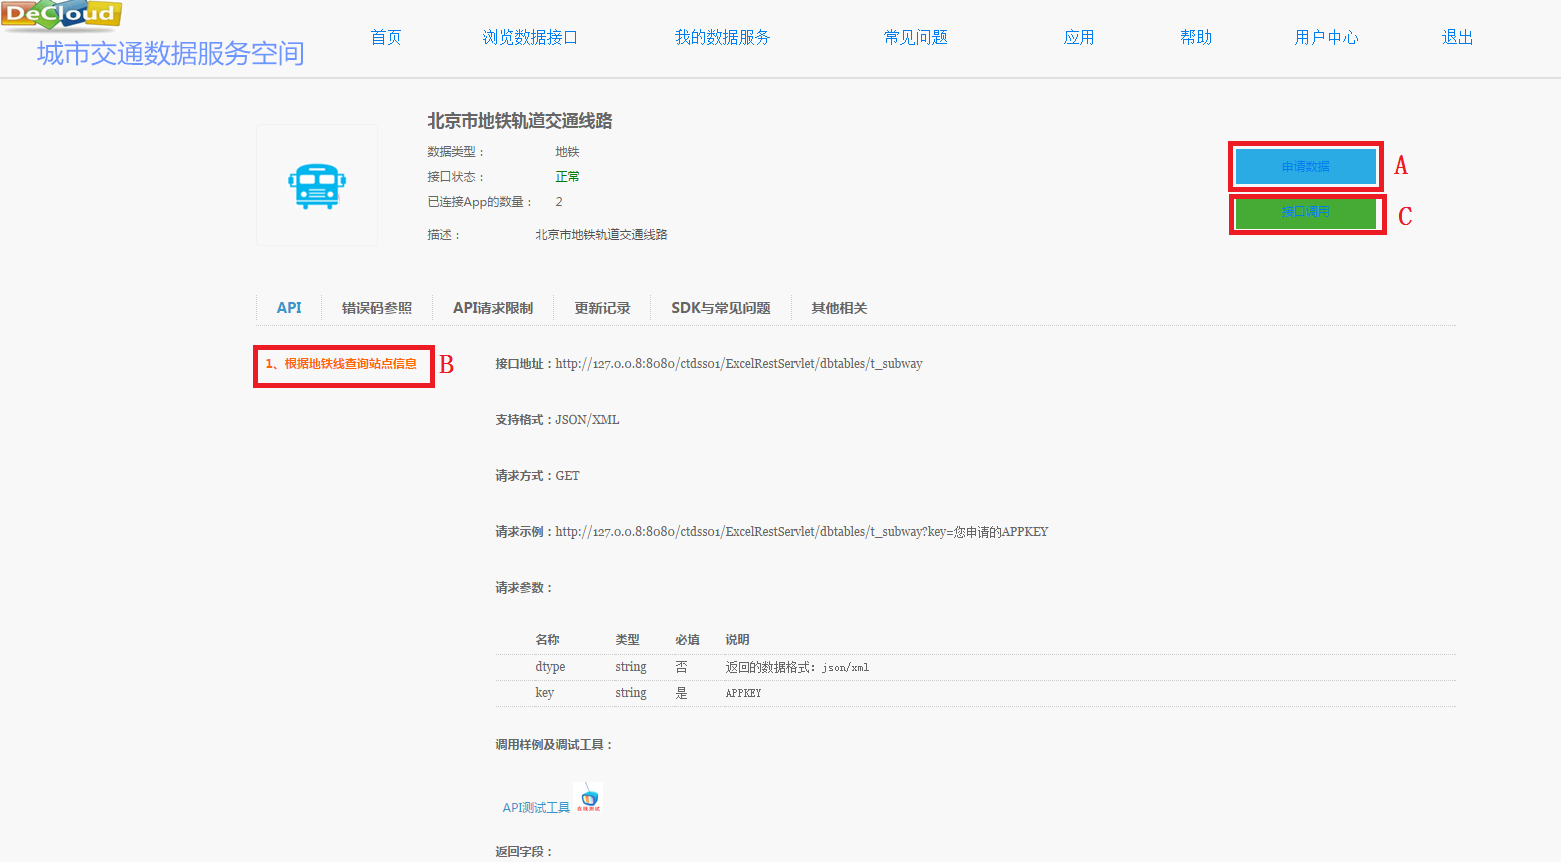 DeCloud
城市交通数据服务空间
首页 浏览数据接口 我的数据服务 常见问题 应用 帮助 用户中心 退出
北京市地铁轨道交通线路
数据类型： 地铁
接口状态： 正常
已连接App的数量： 2
描述： 北京市地铁轨道交通线路
申请数据 A
接口调用 C
API 错误码参照 API请求限制 更新记录 SDK与常见问题 其他相关
1、根据地铁线查询站点信息 B
接口地址：http://127.0.0.8:8080/ctdss01/ExcelRestServlet/dbtables/t_subway
支持格式：JSON/XML
请求方式：GET
请求示例：http://127.0.0.8:8080/ctdss01/ExcelRestServlet/dbtables/t_subway?key=您申请的APPKEY
请求参数：
名称 类型 必填 说明
dtype string 否 返回的数据格式: json/xml
key string 是 APPKEY
调用样例及调试工具：
API测试工具 在线测试
返回字段：